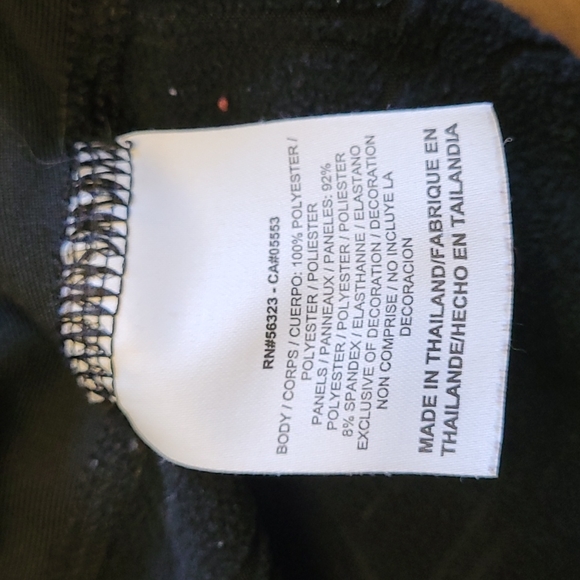 RN#56323 - CA#05553
BODY / CORPS / CUERPO: 100% POLYESTER /
POLYESTER / POLIESTER
PANELS / PANNEAUX / PANELES: 92%
POLYESTER / POLYESTER / POLIESTER
8% SPANDEX / ELASTHANNE / ELASTANO
EXCLUSIVE OF DECORATION / DECORATION
NON COMPRISE / NO INCLUYE LA
DECORACION
MADE IN THAILAND/FABRIQUE EN
THAILANDE/HECHO EN TAILANDIA